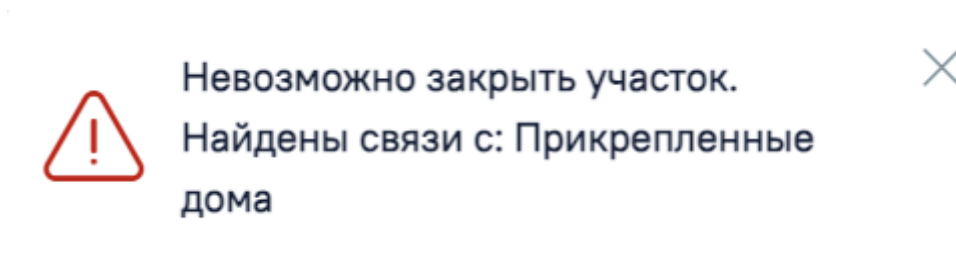 Невозможно закрыть участок.
Найдены связи с: Прикрепленные
дома